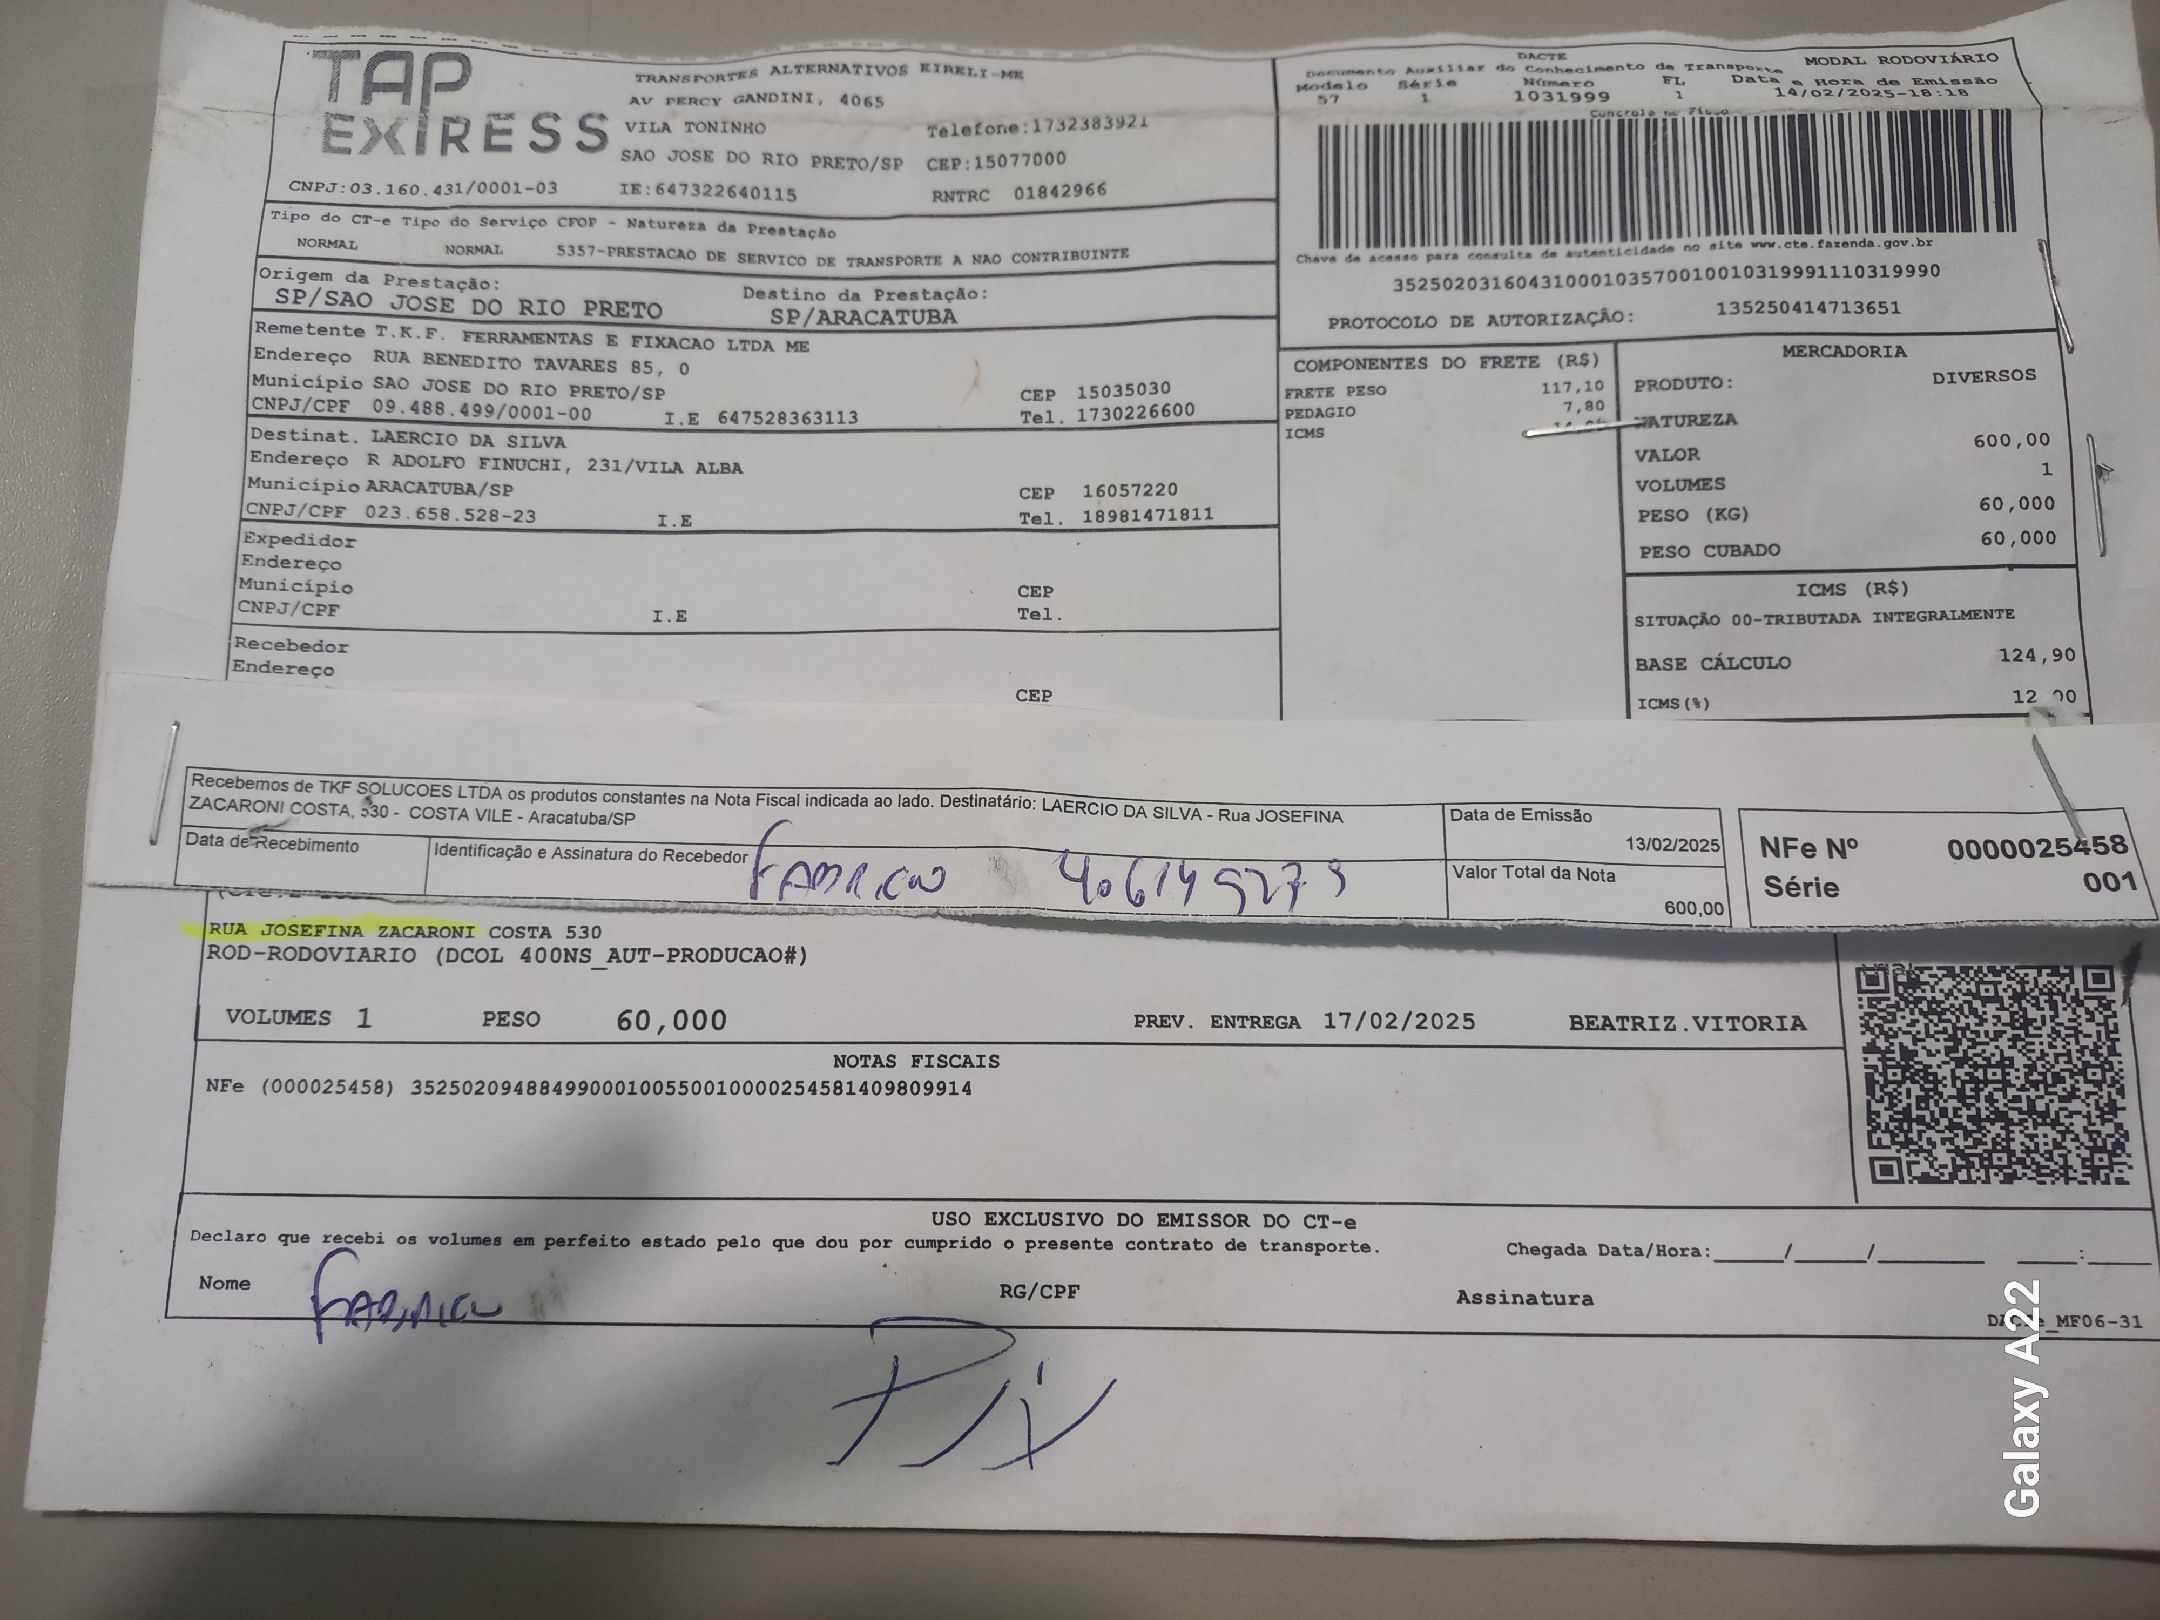 TAP EXPRESS
TRANSPORTES ALTERNATIVOS EIRELI-ME
AV PERCY GANDINI, 4065
VILA TONINHO Telefone:1732383921
SAO JOSE DO RIO PRETO/SP CEP:15077000
CNPJ:03.160.431/0001-03 IE:647322640115 RNTRC 01842966
DACTE
Documento Auxiliar do Conhecimento de Transporte MODAL RODOVIÁRIO
Modelo Série Número FL Data e Hora de Emissão
57 1 1031999 1 14/02/2025-18:18
Controle do Fisco
Chave de acesso para consulta de autenticidade no site www.cte.fazenda.gov.br
35250203160431000103570010010319991110319990
PROTOCOLO DE AUTORIZAÇÃO: 135250414713651
Tipo do CT-e Tipo do Serviço CFOP - Natureza da Prestação
NORMAL NORMAL 5357-PRESTACAO DE SERVICO DE TRANSPORTE A NAO CONTRIBUINTE
Origem da Prestação: Destino da Prestação:
SP/SAO JOSE DO RIO PRETO SP/ARACATUBA
Remetente T.K.F. FERRAMENTAS E FIXACAO LTDA ME
Endereço RUA BENEDITO TAVARES 85, 0
Município SAO JOSE DO RIO PRETO/SP CEP 15035030
CNPJ/CPF 09.488.499/0001-00 I.E 647528363113 Tel. 1730226600
Destinat. LAERCIO DA SILVA
Endereço R ADOLFO FINUCHI, 231/VILA ALBA
Município ARACATUBA/SP CEP 16057220
CNPJ/CPF 023.658.528-23 I.E Tel. 18981471811
Expedidor
Endereço
Município CEP
CNPJ/CPF I.E Tel.
Recebedor
Endereço
CEP
COMPONENTES DO FRETE (R$)
FRETE PESO 117,10
PEDAGIO 7,80
ICMS
MERCADORIA
PRODUTO: DIVERSOS
NATUREZA
VALOR 600,00
VOLUMES 1
PESO (KG) 60,000
PESO CUBADO 60,000
ICMS (R$)
SITUAÇÃO 00-TRIBUTADA INTEGRALMENTE
BASE CÁLCULO 124,90
ICMS(%) 12,00
Recebemos de TKF SOLUCOES LTDA os produtos constantes na Nota Fiscal indicada ao lado. Destinatário: LAERCIO DA SILVA - Rua JOSEFINA
ZACARONI COSTA, 530 - COSTA VILE - Aracatuba/SP
Data de Recebimento Identificação e Assinatura do Recebedor FABRICIO 406149273
Data de Emissão
13/02/2025
Valor Total da Nota
600,00
NFe Nº 0000025458
Série 001
RUA JOSEFINA ZACARONI COSTA 530
ROD-RODOVIARIO (DCOL 400NS_AUT-PRODUCAO#)
VOLUMES 1 PESO 60,000 PREV. ENTREGA 17/02/2025 BEATRIZ.VITORIA
NOTAS FISCAIS
NFe (000025458) 35250209488499000100550010000254581409809914
USO EXCLUSIVO DO EMISSOR DO CT-e
Declaro que recebi os volumes em perfeito estado pelo que dou por cumprido o presente contrato de transporte. Chegada Data/Hora:____/____/______ ___:____
Nome FABRICIO RG/CPF Assinatura
MF06-31
Pix
Galaxy A22